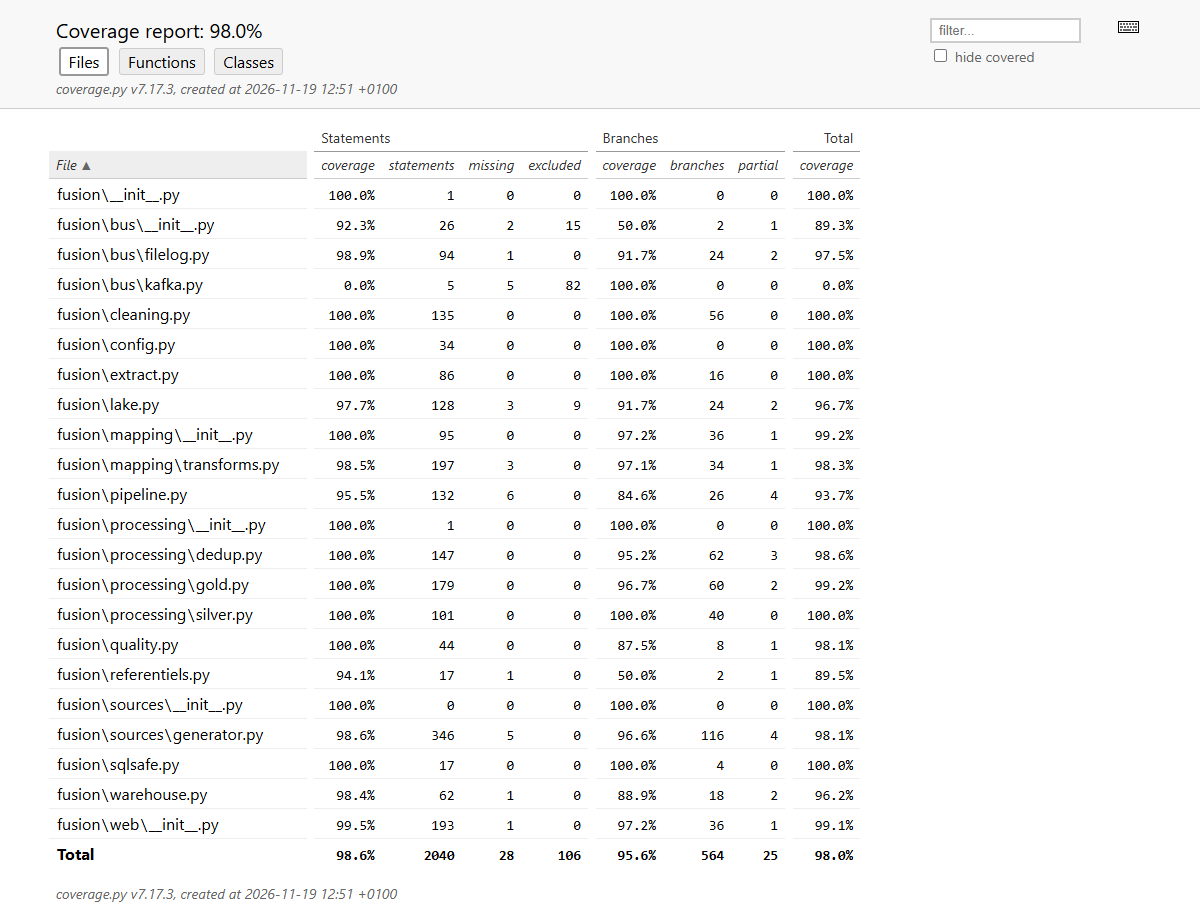 Coverage report: 98.0%
filter...
Files Functions Classes
hide covered
coverage.py v7.17.3, created at 2026-11-19 12:51 +0100
Statements Branches Total
File ▲ coverage statements missing excluded coverage branches partial coverage
fusion\__init__.py 100.0% 1 0 0 100.0% 0 0 100.0%
fusion\bus\__init__.py 92.3% 26 2 15 50.0% 2 1 89.3%
fusion\bus\filelog.py 98.9% 94 1 0 91.7% 24 2 97.5%
fusion\bus\kafka.py 0.0% 5 5 82 100.0% 0 0 0.0%
fusion\cleaning.py 100.0% 135 0 0 100.0% 56 0 100.0%
fusion\config.py 100.0% 34 0 0 100.0% 0 0 100.0%
fusion\extract.py 100.0% 86 0 0 100.0% 16 0 100.0%
fusion\lake.py 97.7% 128 3 9 91.7% 24 2 96.7%
fusion\mapping\__init__.py 100.0% 95 0 0 97.2% 36 1 99.2%
fusion\mapping\transforms.py 98.5% 197 3 0 97.1% 34 1 98.3%
fusion\pipeline.py 95.5% 132 6 0 84.6% 26 4 93.7%
fusion\processing\__init__.py 100.0% 1 0 0 100.0% 0 0 100.0%
fusion\processing\dedup.py 100.0% 147 0 0 95.2% 62 3 98.6%
fusion\processing\gold.py 100.0% 179 0 0 96.7% 60 2 99.2%
fusion\processing\silver.py 100.0% 101 0 0 100.0% 40 0 100.0%
fusion\quality.py 100.0% 44 0 0 87.5% 8 1 98.1%
fusion\referentiels.py 94.1% 17 1 0 50.0% 2 1 89.5%
fusion\sources\__init__.py 100.0% 0 0 0 100.0% 0 0 100.0%
fusion\sources\generator.py 98.6% 346 5 0 96.6% 116 4 98.1%
fusion\sqlsafe.py 100.0% 17 0 0 100.0% 4 0 100.0%
fusion\warehouse.py 98.4% 62 1 0 88.9% 18 2 96.2%
fusion\web\__init__.py 99.5% 193 1 0 97.2% 36 1 99.1%
Total 98.6% 2040 28 106 95.6% 564 25 98.0%
coverage.py v7.17.3, created at 2026-11-19 12:51 +0100